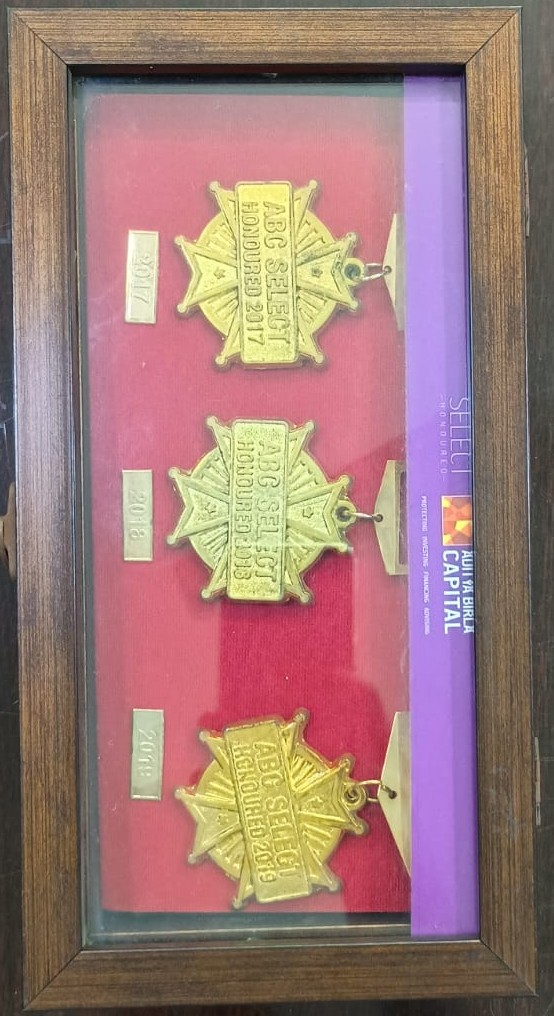 SELECT
HONOURED
ADITYA BIRLA
CAPITAL
PROTECTING INVESTING FINANCING ADVISING
ABC SELECT
HONOURED 2017
2017
ABC SELECT
HONOURED 2018
2018
ABC SELECT
HONOURED 2019